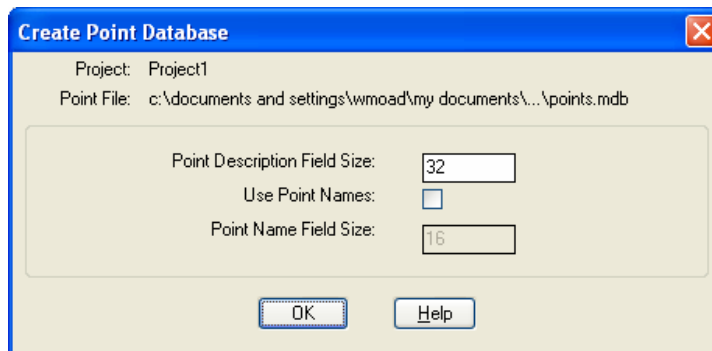 Create Point Database
Project: Project1
Point File: c:\documents and settings\wmoad\my documents\...\points.mdb
Point Description Field Size: 32
Use Point Names:
Point Name Field Size: 16
OK Help